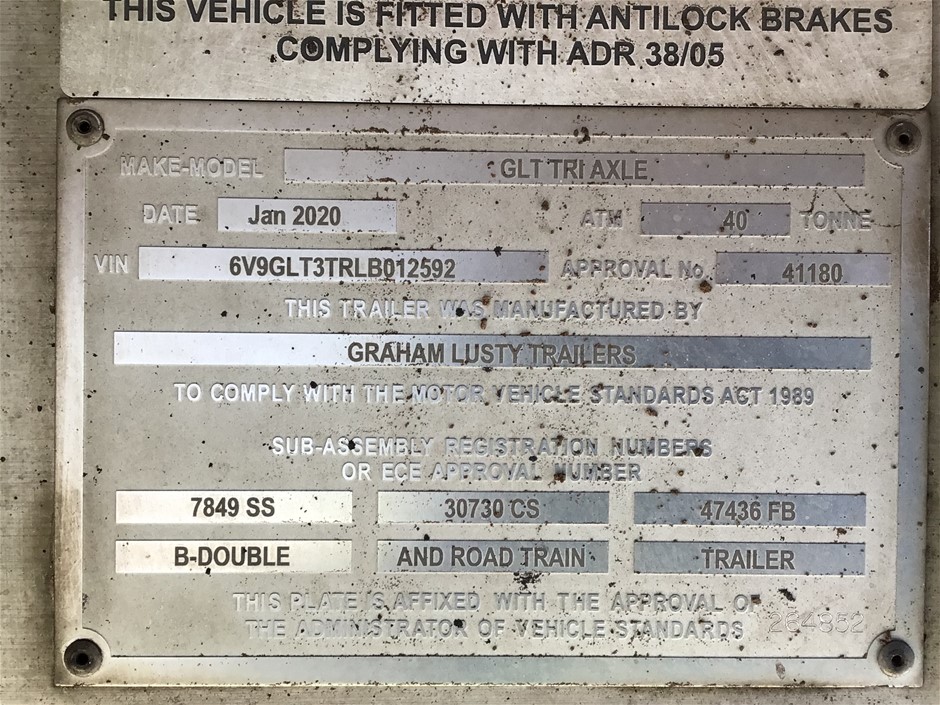 THIS VEHICLE IS FITTED WITH ANTILOCK BRAKES
COMPLYING WITH ADR 38/05
MAKE-MODEL GLT TRI AXLE
DATE Jan 2020 ATM 40 TONNE
VIN 6V9GLT3TRLB012592 APPROVAL No. 41180
THIS TRAILER WAS MANUFACTURED BY
GRAHAM LUSTY TRAILERS
TO COMPLY WITH THE MOTOR VEHICLE STANDARDS ACT 1989
SUB-ASSEMBLY REGISTRATION NUMBERS
OR ECE APPROVAL NUMBER
7849 SS 30730 CS 47436 FB
B-DOUBLE AND ROAD TRAIN TRAILER
THIS PLATE IS AFFIXED WITH THE APPROVAL OF
THE ADMINISTRATOR OF VEHICLE STANDARDS 264852